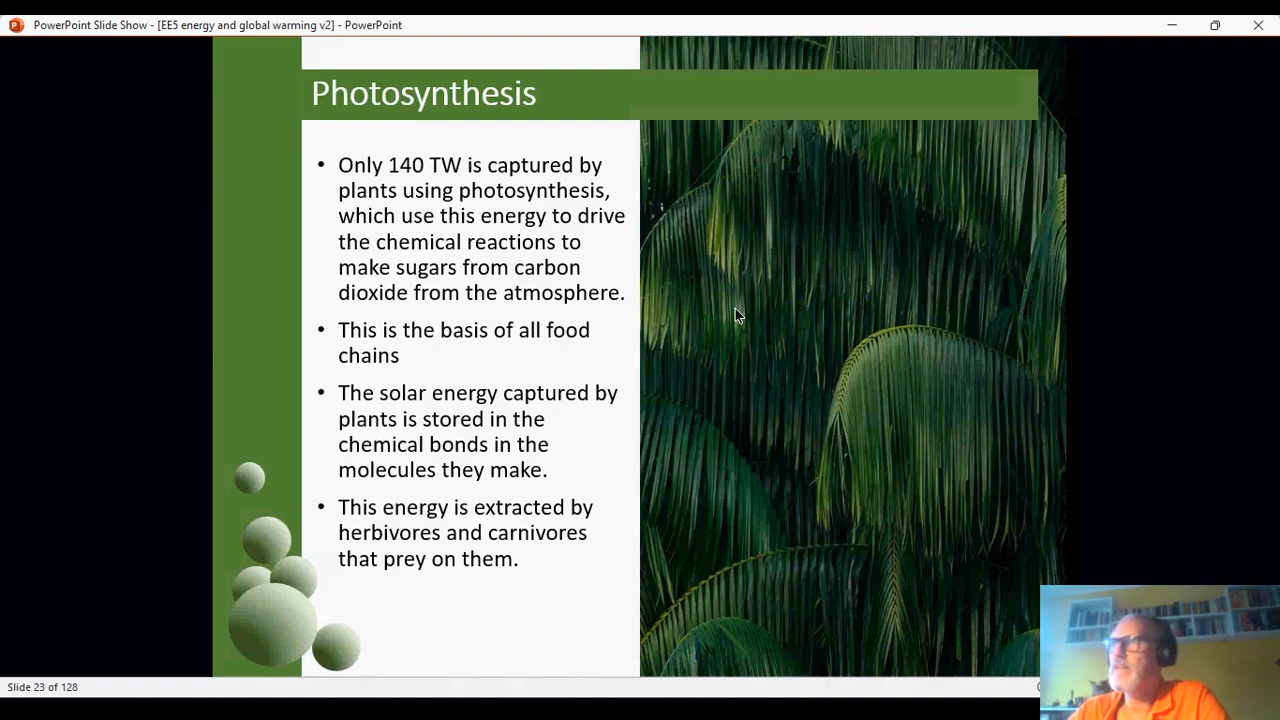 PowerPoint Slide Show - [EE5 energy and global warming v2] - PowerPoint
Photosynthesis
• Only 140 TW is captured by
plants using photosynthesis,
which use this energy to drive
the chemical reactions to
make sugars from carbon
dioxide from the atmosphere.
• This is the basis of all food
chains
• The solar energy captured by
plants is stored in the
chemical bonds in the
molecules they make.
• This energy is extracted by
herbivores and carnivores
that prey on them.
Slide 23 of 128